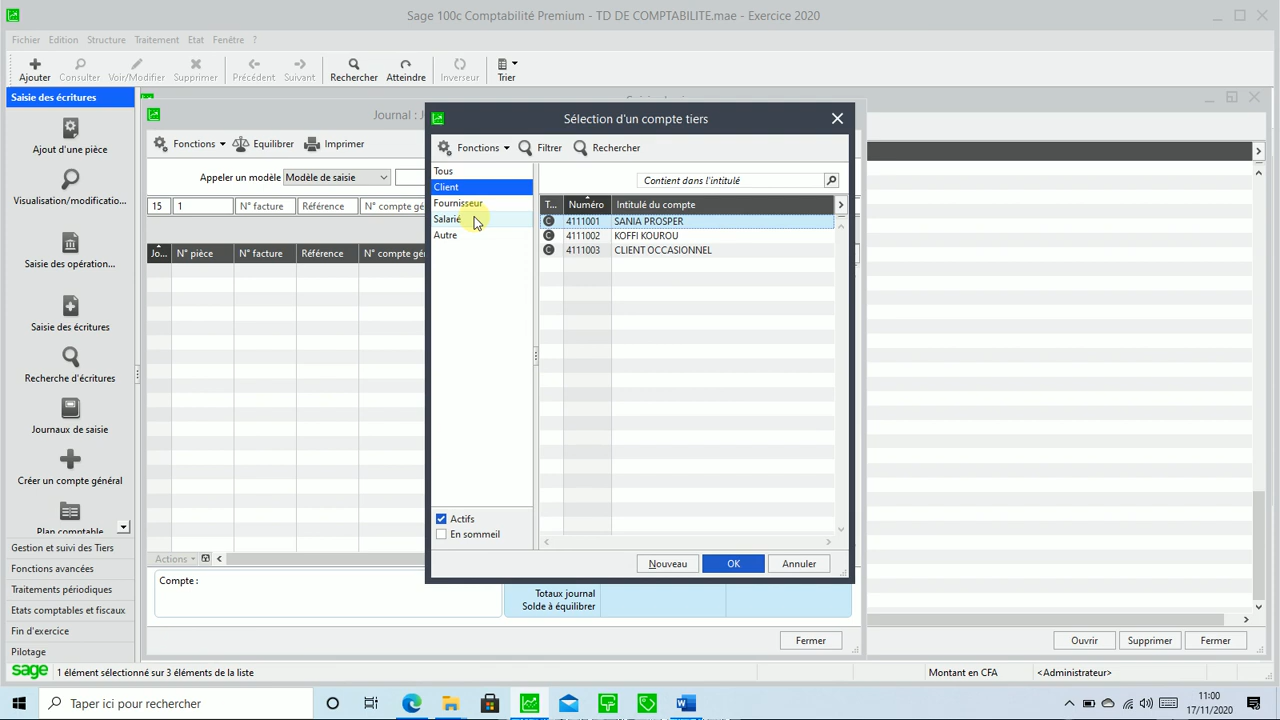 Sage 100c Comptabilité Premium - TD DE COMPTABILITE.mae - Exercice 2020
Fichier Edition Structure Traitement Etat Fenêtre ?
Ajouter Consulter Voir/Modifier Supprimer Précédent Suivant Rechercher Atteindre Inverseur Trier
Saisie des écritures
Ajout d'une pièce
Visualisation/modificatio...
Saisie des opération...
Saisie des écritures
Recherche d'écritures
Journaux de saisie
Créer un compte général
Plan comptable
Gestion et suivi des Tiers
Fonctions avancées
Traitements périodiques
Etats comptables et fiscaux
Fin d'exercice
Pilotage
Journal : J
Fonctions Equilibrer Imprimer
Appeler un modèle Modèle de saisie
15 1 N° facture Référence N° compte gé
Jo... N° pièce N° facture Référence N° compte g
Actions
Compte :
Totaux journal
Solde à équilibrer
Fermer
Sélection d'un compte tiers
Fonctions Filtrer Rechercher
Tous
Client
Fournisseur
Salarié
Autre
Contient dans l'intitulé
T... Numéro Intitulé du compte
C 4111001 SANIA PROSPER
C 4111002 KOFFI KOUROU
C 4111003 CLIENT OCCASIONNEL
Actifs
En sommeil
Nouveau OK Annuler
Ouvrir Supprimer Fermer
sage 1 élément sélectionné sur 3 éléments de la liste Montant en CFA <Administrateur>
Taper ici pour rechercher
11:00
17/11/2020